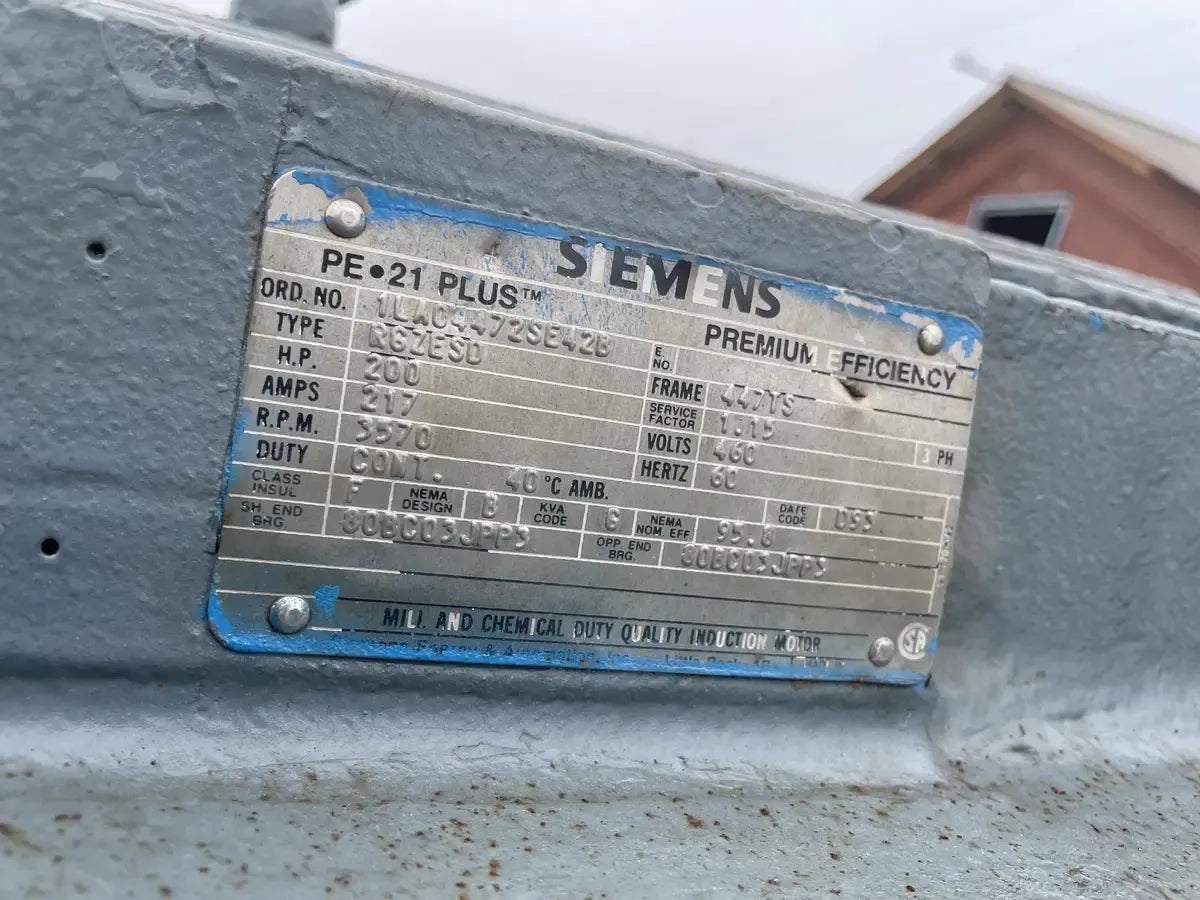 SIEMENS
PE•21 PLUS™ PREMIUM EFFICIENCY
ORD. NO. 1LA04472SE42B E. NO.
TYPE RGZESD FRAME 447TS
H.P. 200 SERVICE FACTOR 1.15
AMPS 217 VOLTS 460 3 PH
R.P.M. 3570 HERTZ 60
DUTY CONT. 40 °C AMB.
CLASS INSUL F NEMA DESIGN B KVA CODE G NEMA NOM. EFF. 95.8 DATE CODE 093
SH. END BRG. 80BC03JPP3 OPP. END BRG. 80BC03JPP3
MILL AND CHEMICAL DUTY QUALITY INDUCTION MOTOR
SA